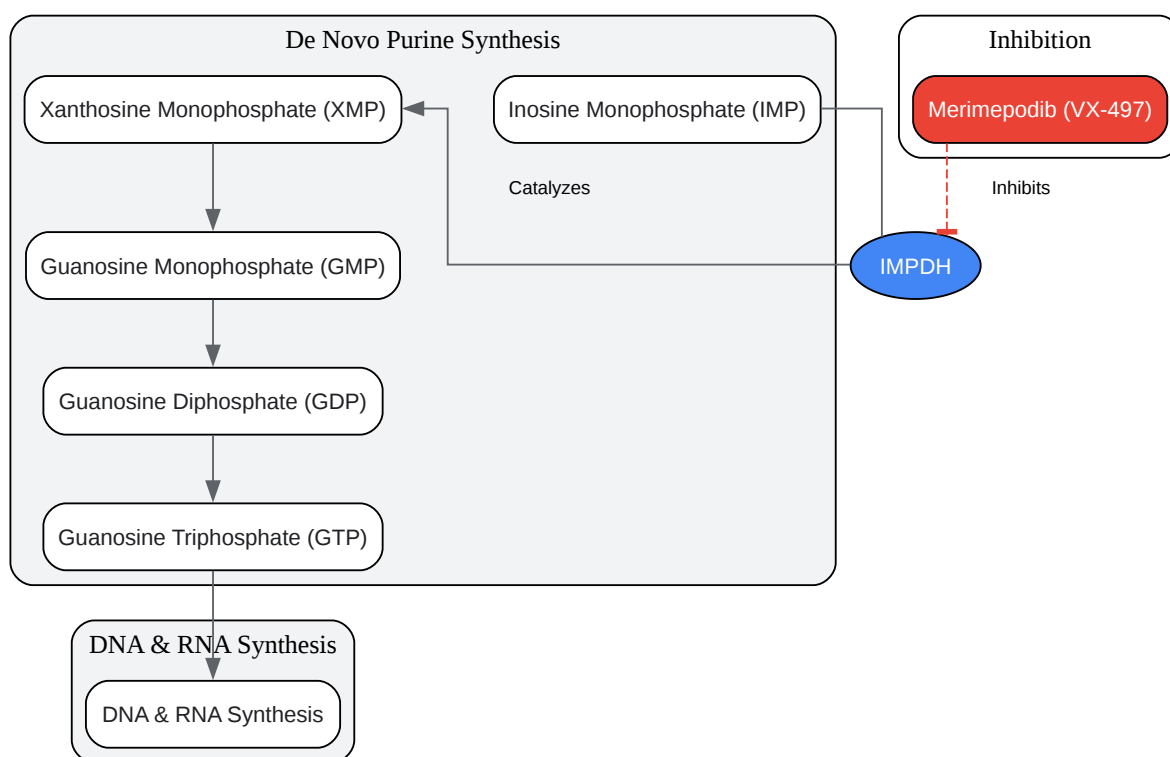 De Novo Purine Synthesis
Inhibition
Xanthosine Monophosphate (XMP)
Inosine Monophosphate (IMP)
Merimepodib (VX-497)
Catalyzes
Inhibits
Guanosine Monophosphate (GMP)
IMPDH
Guanosine Diphosphate (GDP)
Guanosine Triphosphate (GTP)
DNA & RNA Synthesis
DNA & RNA Synthesis